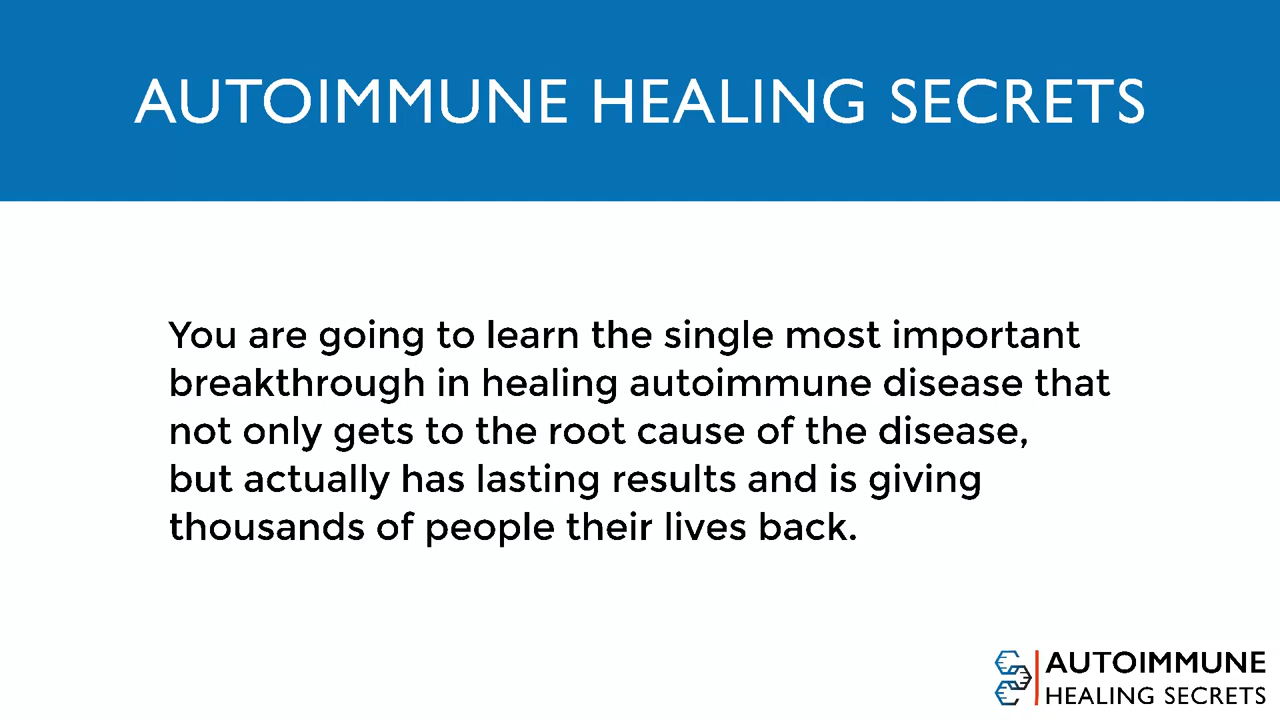 AUTOIMMUNE HEALING SECRETS
You are going to learn the single most important
breakthrough in healing autoimmune disease that
not only gets to the root cause of the disease,
but actually has lasting results and is giving
thousands of people their lives back.
AUTOIMMUNE
HEALING SECRETS